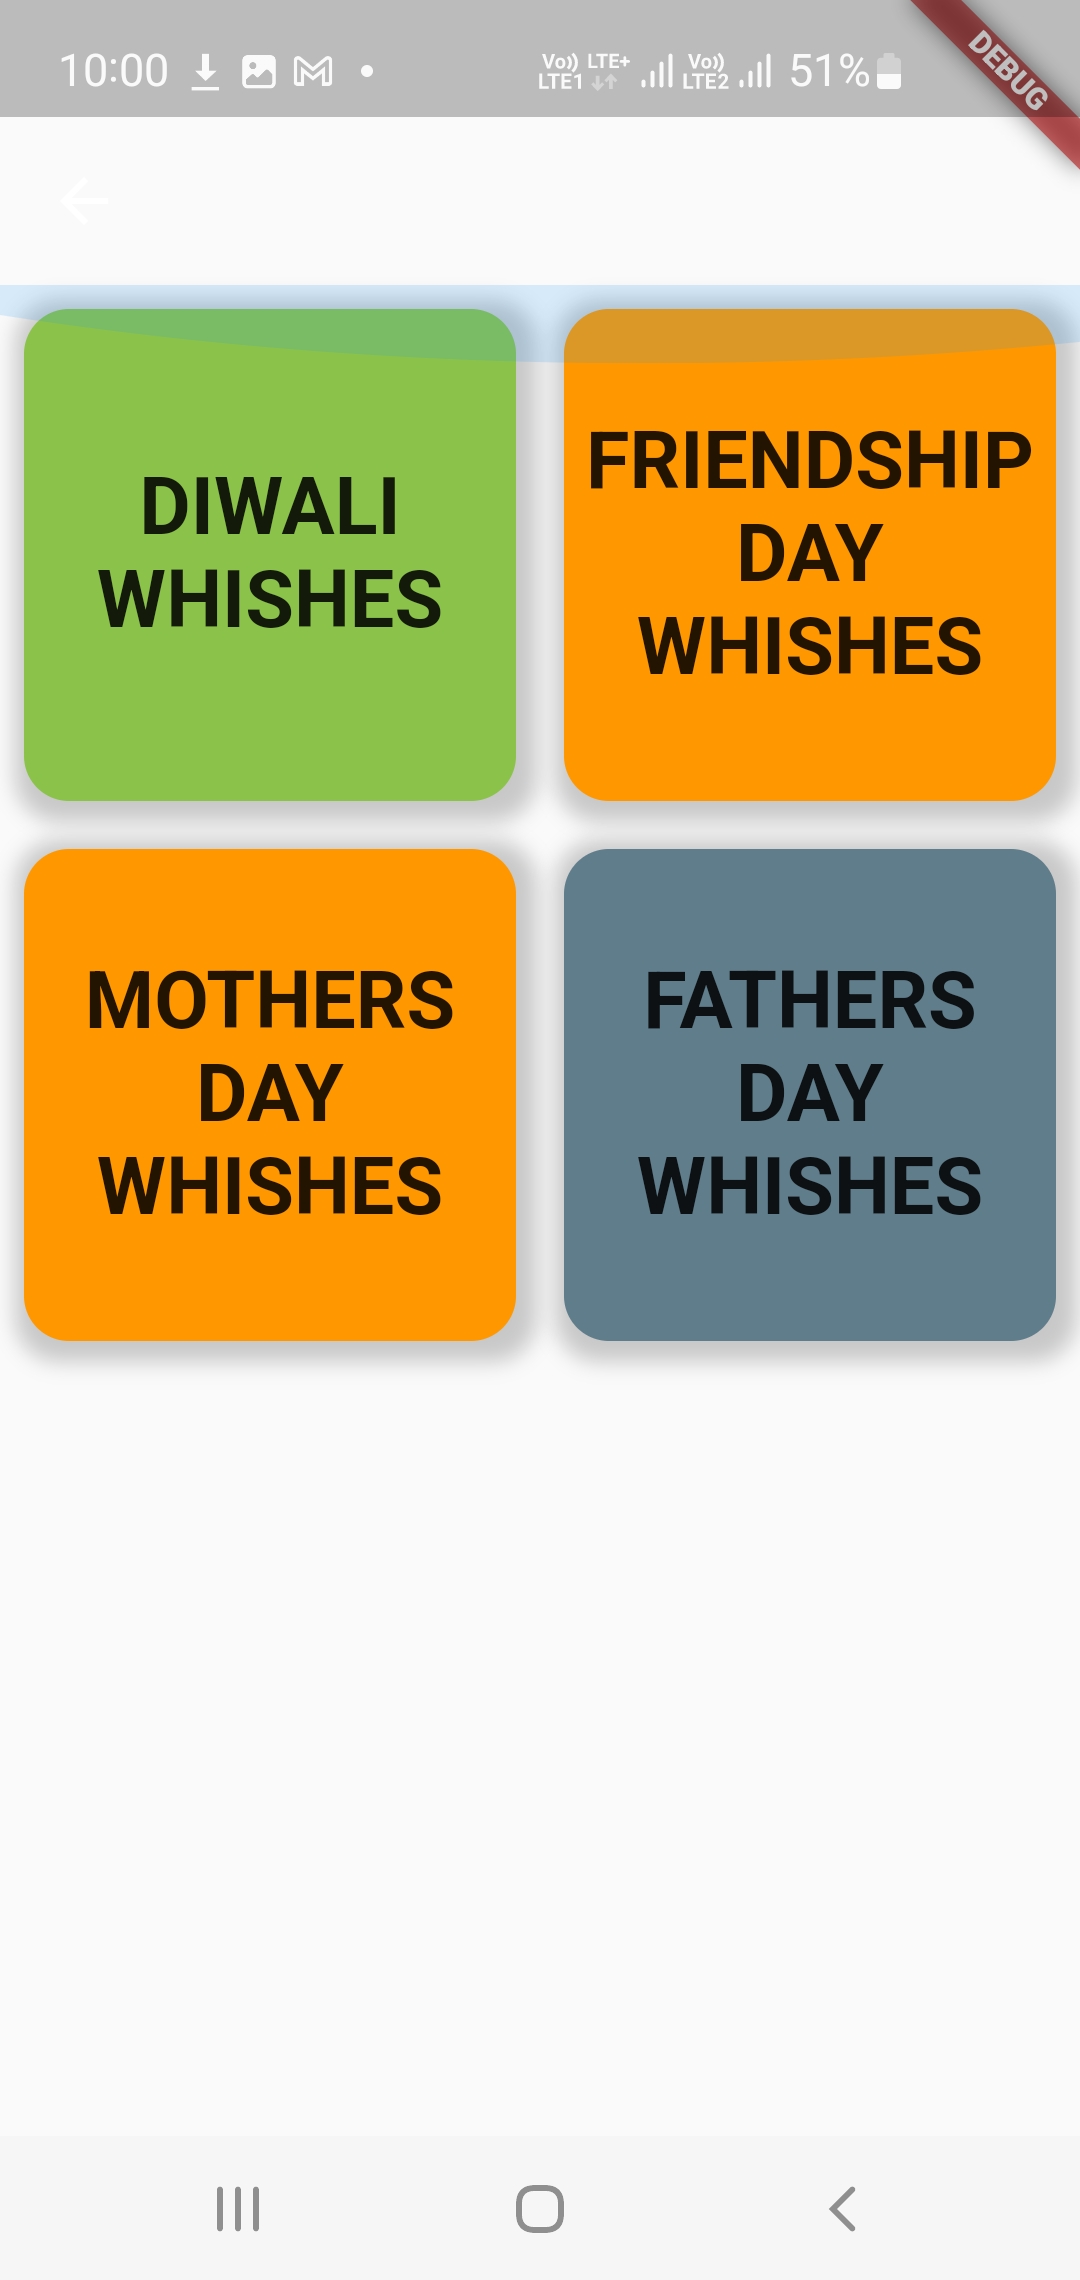 10:00
Vo)) LTE+
LTE1
Vo))
LTE2
51%
DEBUG
DIWALI
WHISHES
FRIENDSHIP
DAY
WHISHES
MOTHERS
DAY
WHISHES
FATHERS
DAY
WHISHES